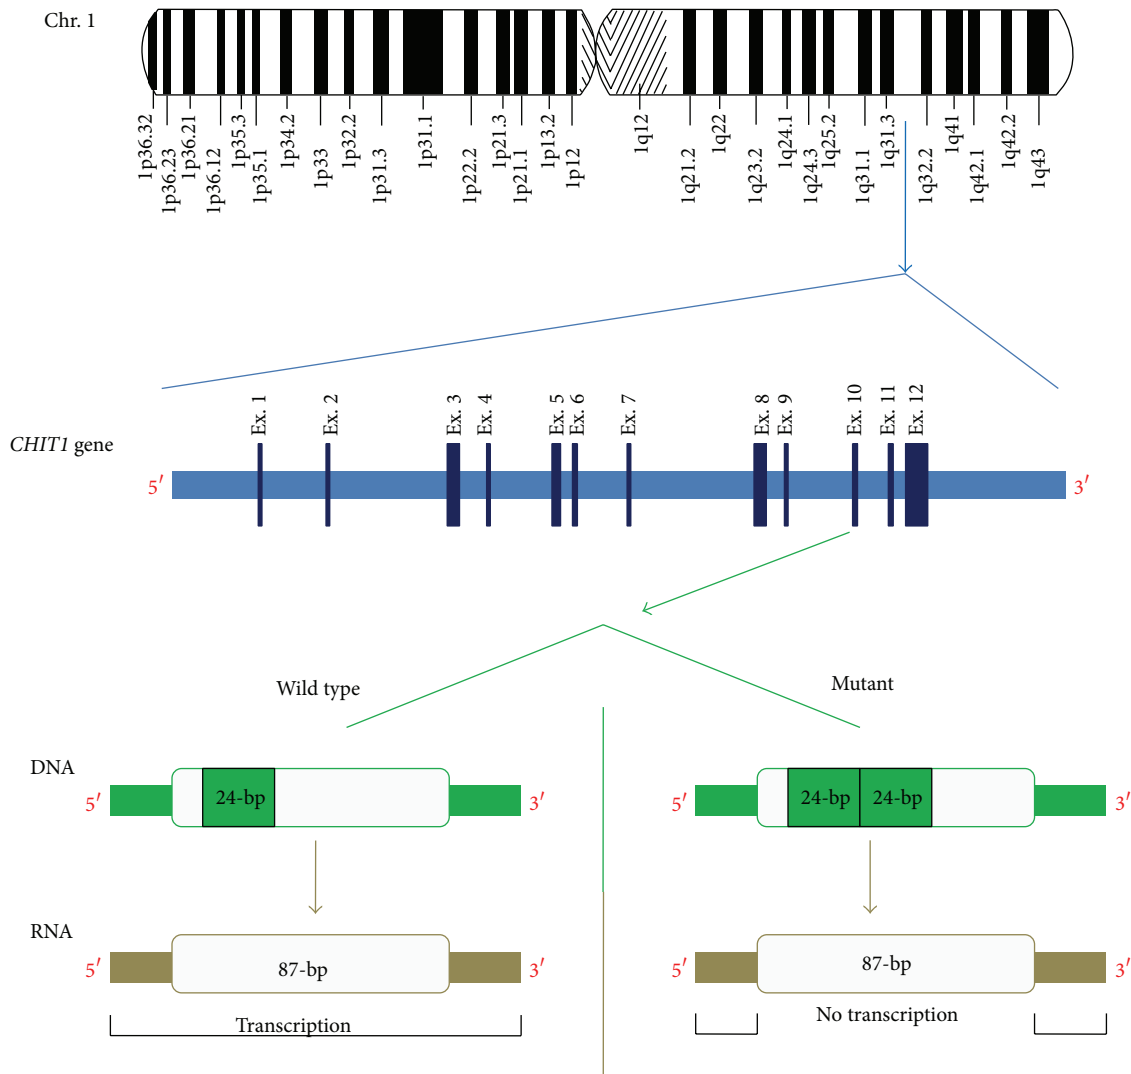 Chr. 1
1p36.32
1p36.23
1p36.21
1p36.12
1p35.3
1p35.1
1p34.2
1p33
1p32.2
1p31.3
1p31.1
1p22.2
1p21.3
1p21.1
1p13.2
1p12
1q12
1q21.2
1q22
1q23.2
1q24.1
1q24.3
1q25.2
1q31.1
1q31.3
1q32.2
1q41
1q42.1
1q42.2
1q43
CHIT1 gene
Ex. 1
Ex. 2
Ex. 3
Ex. 4
Ex. 5
Ex. 6
Ex. 7
Ex. 8
Ex. 9
Ex. 10
Ex. 11
Ex. 12
5′ 3′
Wild type
Mutant
DNA
5′ 24-bp 3′
5′ 24-bp 24-bp 3′
RNA
5′ 87-bp 3′
5′ 87-bp 3′
Transcription
No transcription